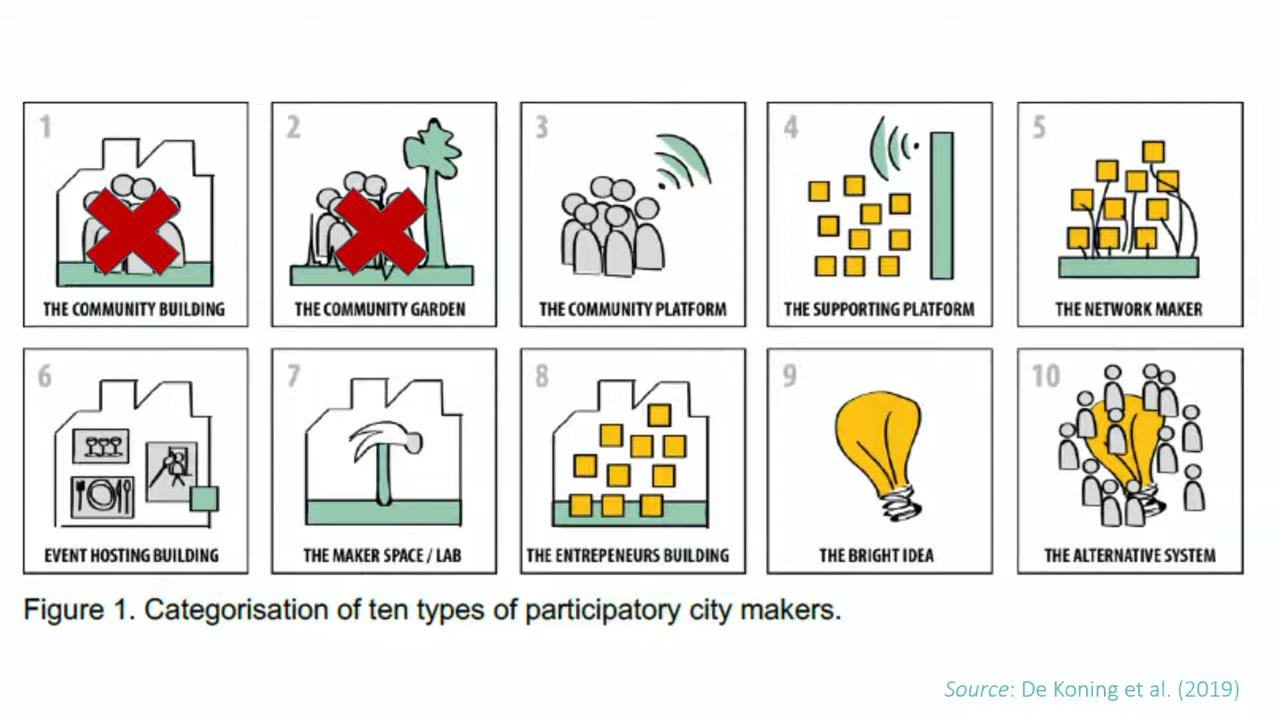 1
THE COMMUNITY BUILDING
2
THE COMMUNITY GARDEN
3
THE COMMUNITY PLATFORM
4
THE SUPPORTING PLATFORM
5
THE NETWORK MAKER
6
EVENT HOSTING BUILDING
7
THE MAKER SPACE / LAB
8
THE ENTREPENEURS BUILDING
9
THE BRIGHT IDEA
10
THE ALTERNATIVE SYSTEM
Figure 1. Categorisation of ten types of participatory city makers.
Source: De Koning et al. (2019)